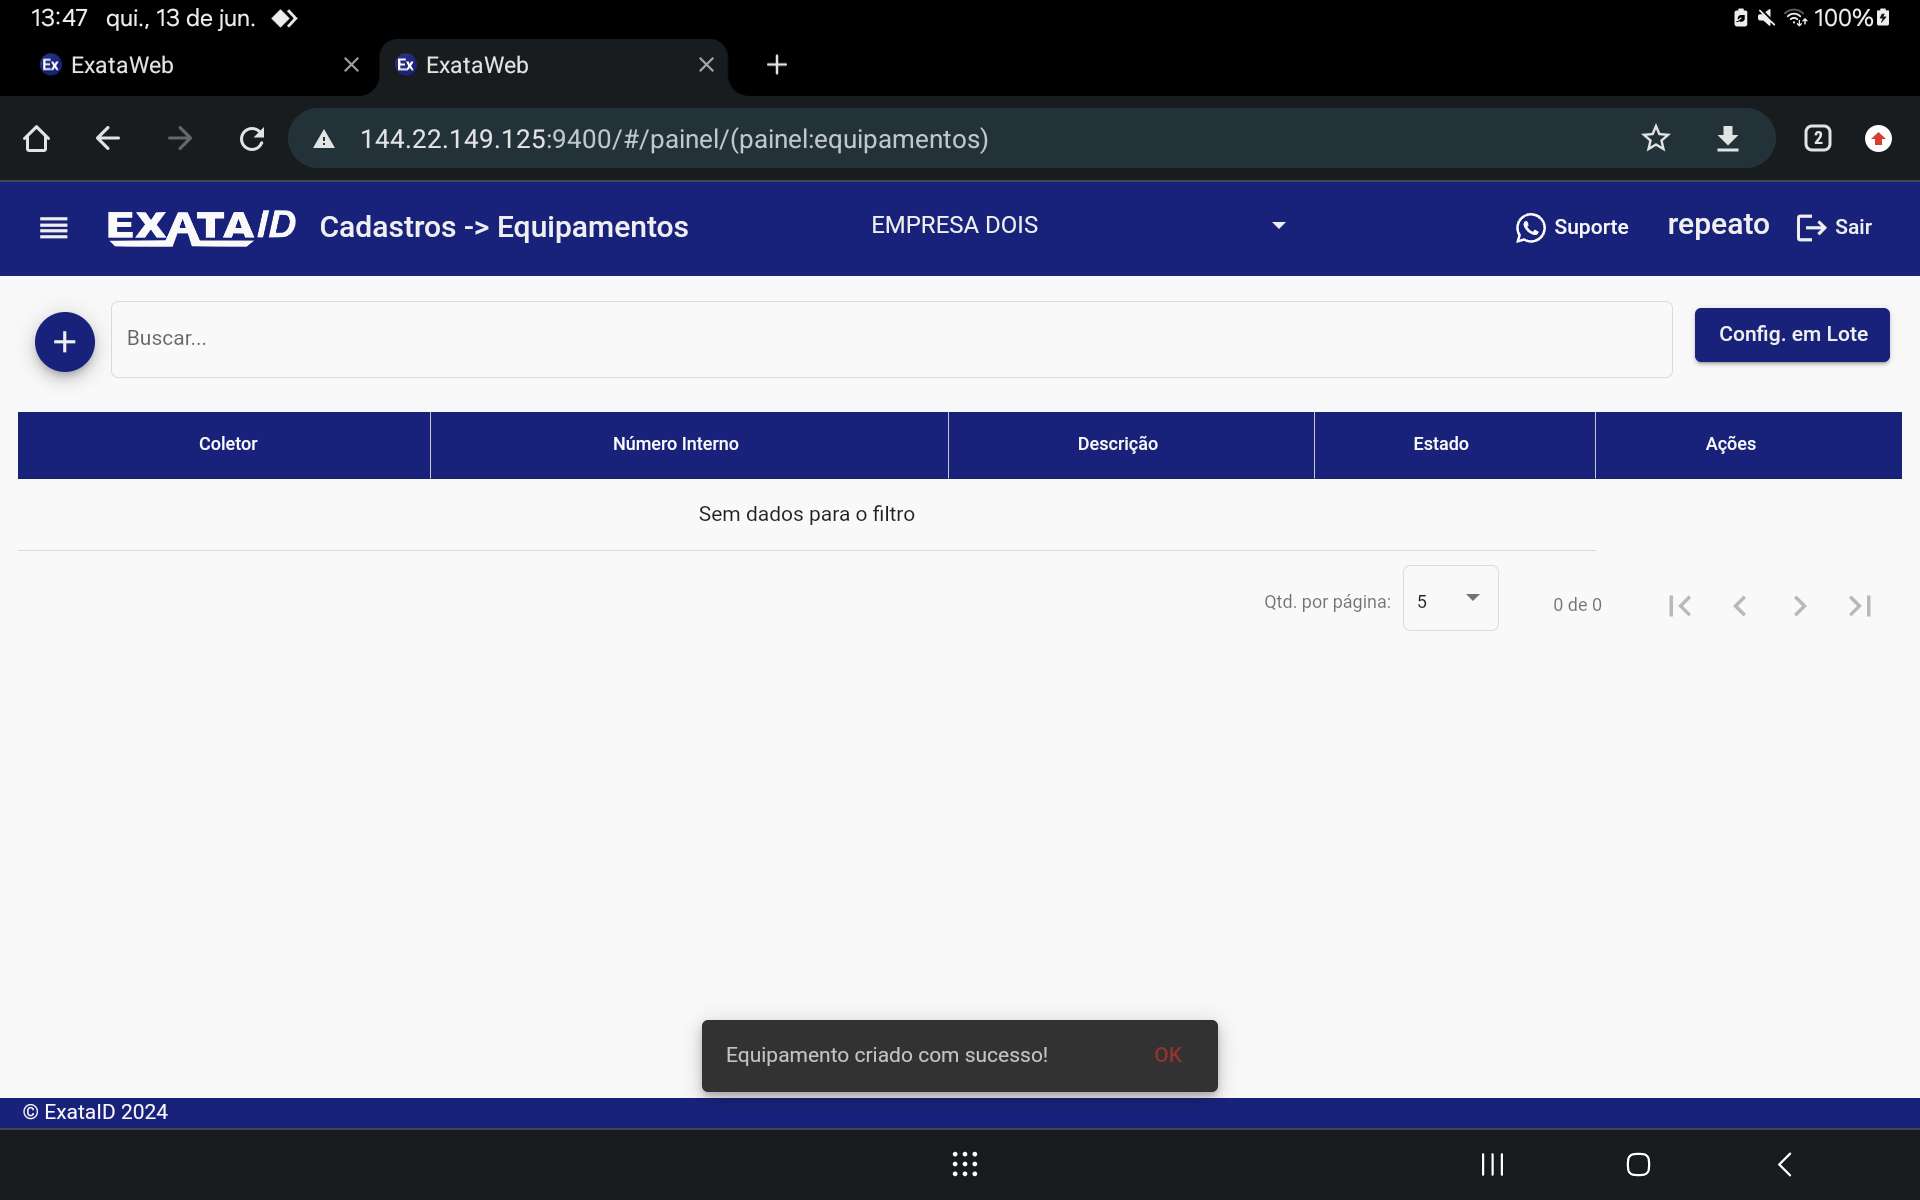 13:47 qui., 13 de jun. 100%
Ex ExataWeb Ex ExataWeb
144.22.149.125:9400/#/painel/(painel:equipamentos) 2
EXATAID Cadastros -> Equipamentos EMPRESA DOIS Suporte repeato Sair
Buscar... Config. em Lote
Coletor Número Interno Descrição Estado Ações
Sem dados para o filtro
Qtd. por página: 5 0 de 0
Equipamento criado com sucesso! OK
© ExataID 2024